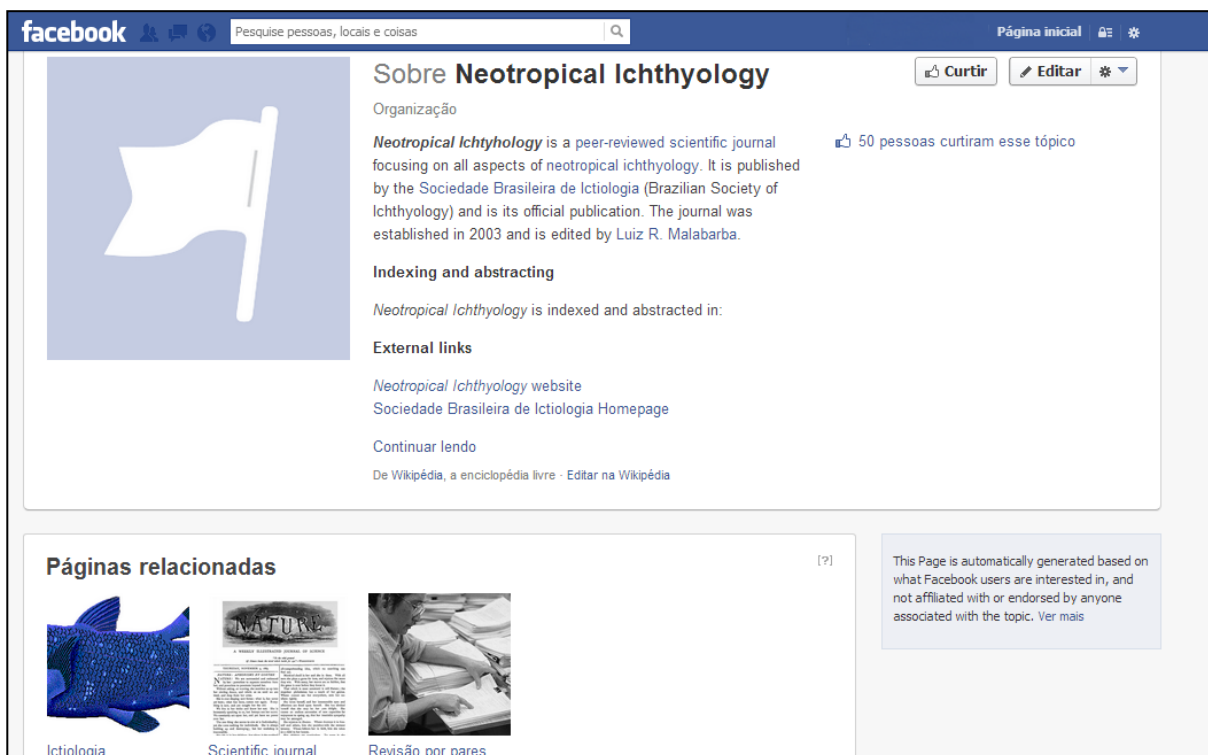 facebook
Pesquise pessoas, locais e coisas
Página inicial
Sobre Neotropical Ichthyology
Curtir
Editar
Organização
Neotropical Ichtyhology is a peer-reviewed scientific journal
focusing on all aspects of neotropical ichthyology. It is published
by the Sociedade Brasileira de Ictiologia (Brazilian Society of
Ichthyology) and is its official publication. The journal was
established in 2003 and is edited by Luiz R. Malabarba.
50 pessoas curtiram esse tópico
Indexing and abstracting
Neotropical Ichthyology is indexed and abstracted in:
External links
Neotropical Ichthyology website
Sociedade Brasileira de Ictiologia Homepage
Continuar lendo
De Wikipédia, a enciclopédia livre · Editar na Wikipédia
Páginas relacionadas
[?]
This Page is automatically generated based on
what Facebook users are interested in, and
not affiliated with or endorsed by anyone
associated with the topic. Ver mais
NATURE
A WEEKLY ILLUSTRATED JOURNAL OF SCIENCE
Ictiologia
Scientific journal
Revisão por pares